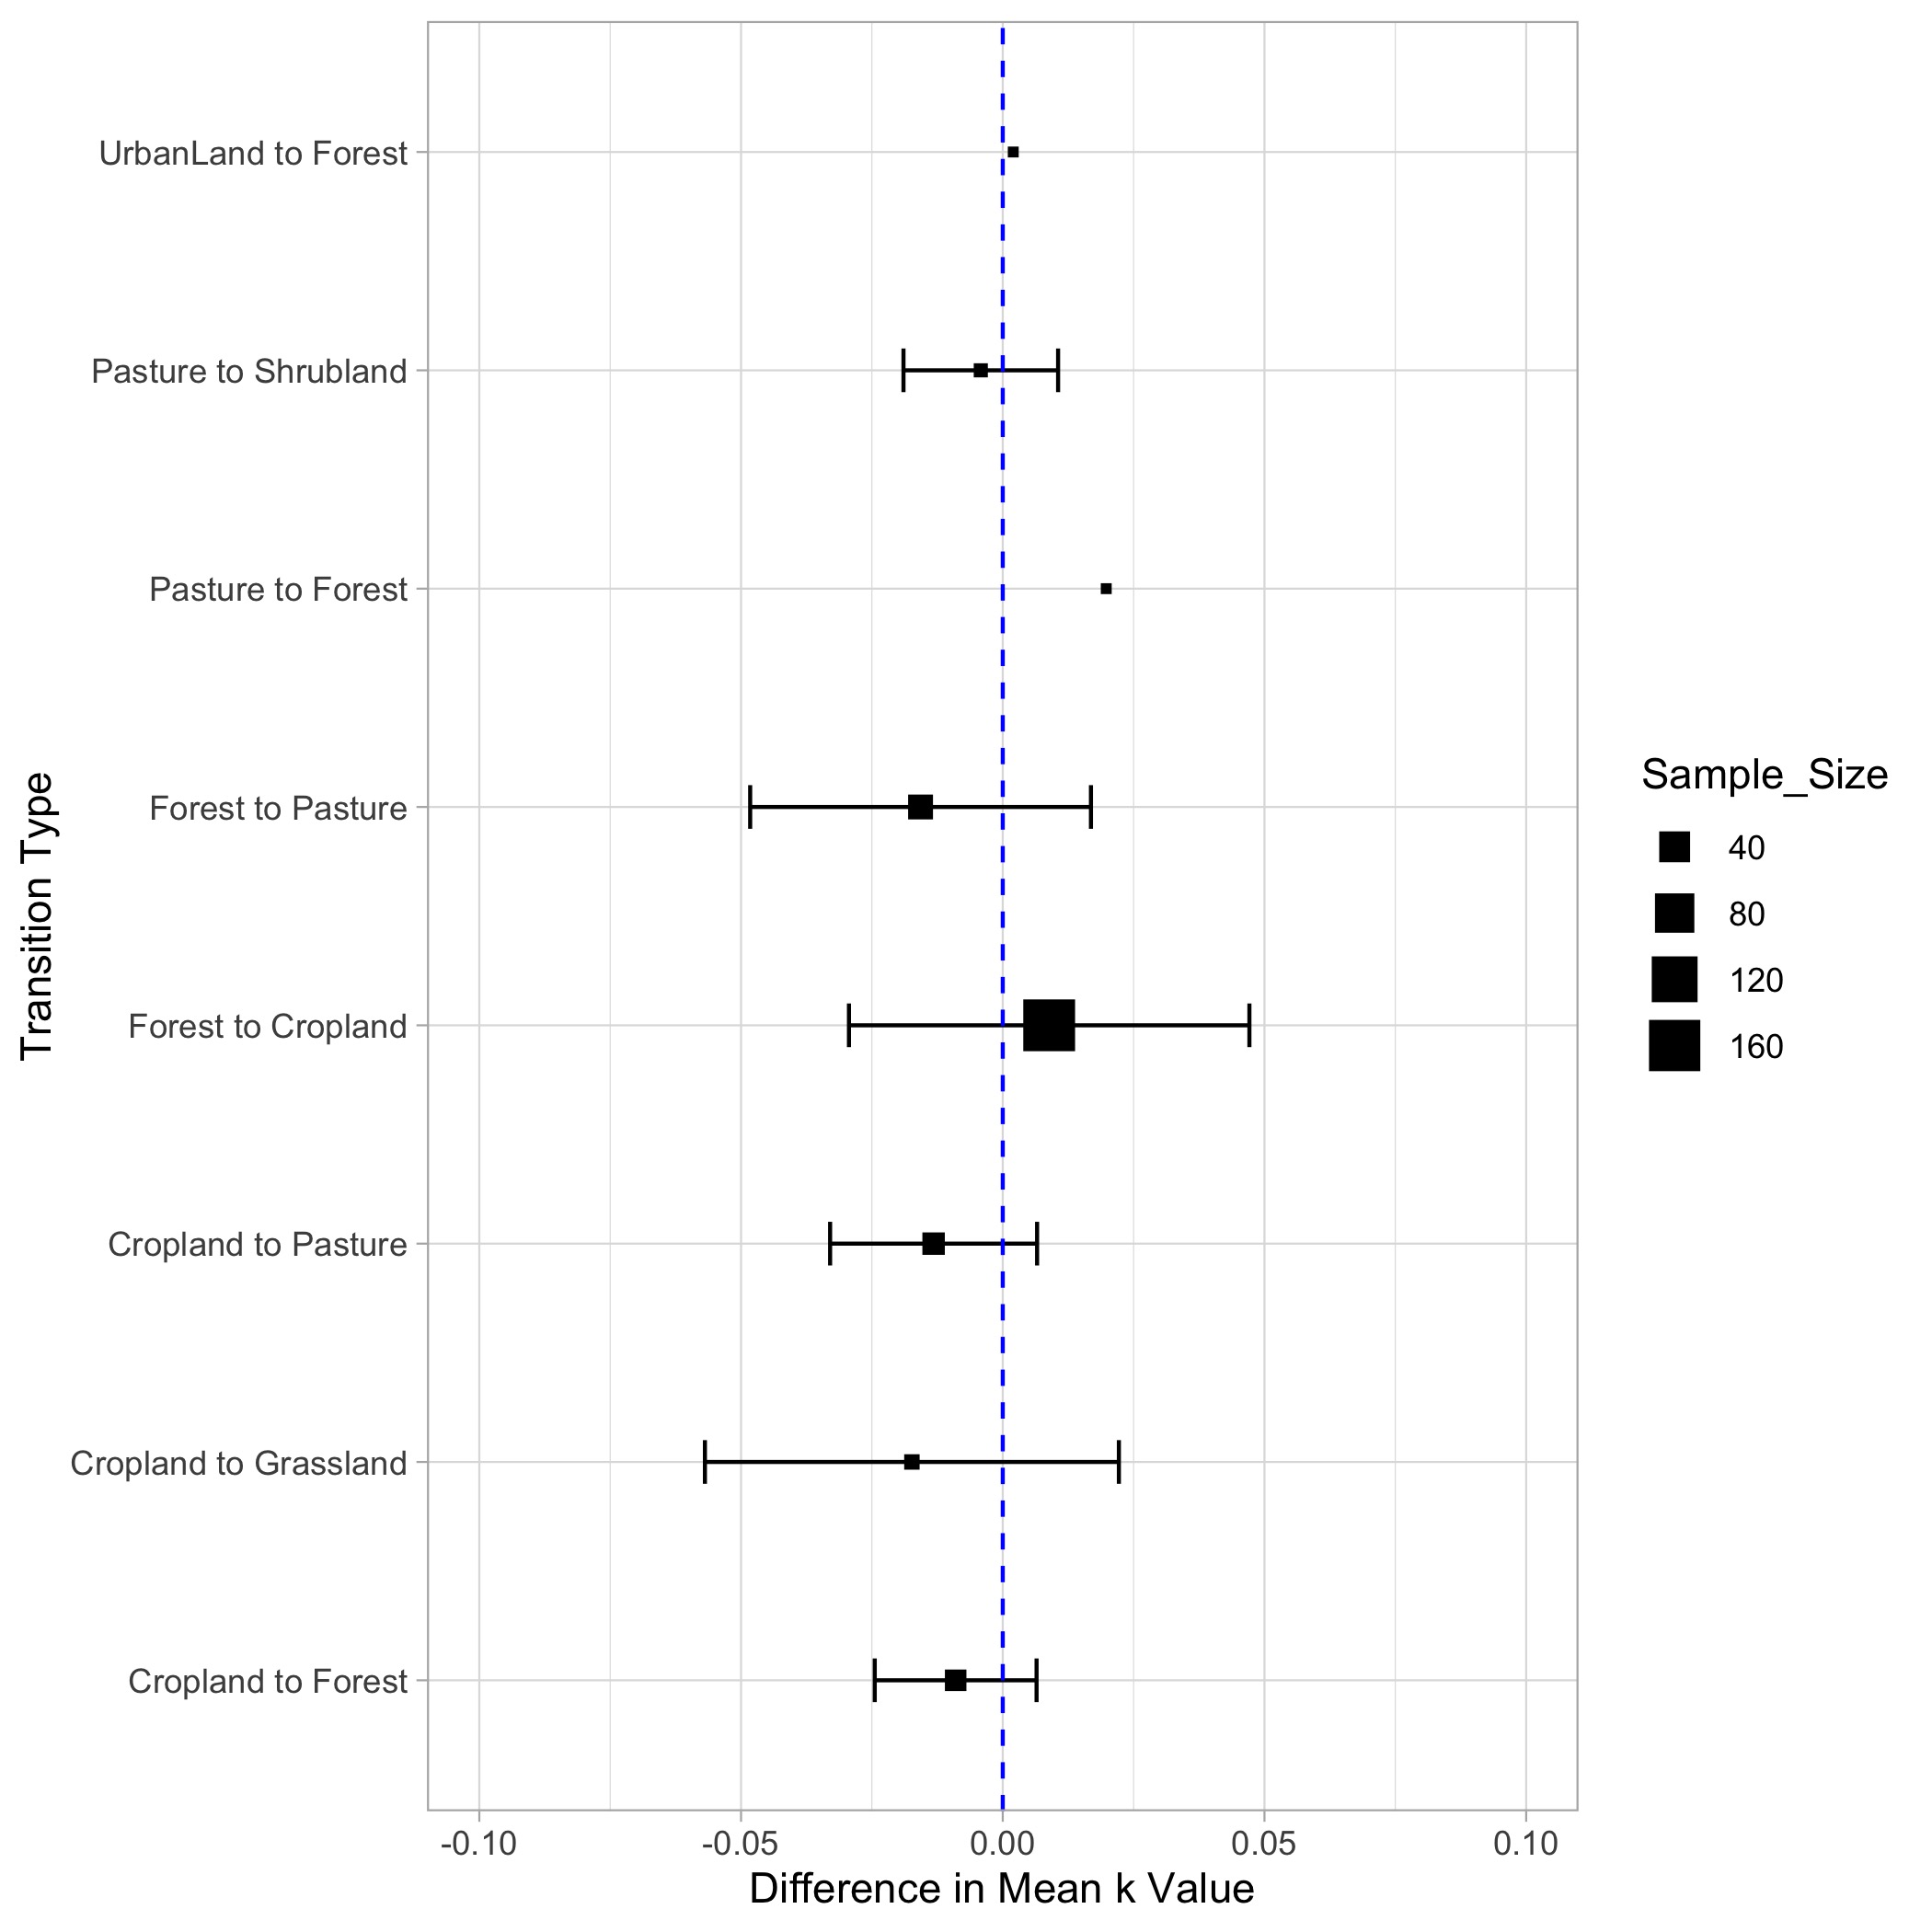 UrbanLand to Forest
Pasture to Shrubland
Pasture to Forest
Forest to Pasture
Forest to Cropland
Cropland to Pasture
Cropland to Grassland
Cropland to Forest
Transition Type
-0.10
-0.05
0.00
0.05
0.10
Difference in Mean k Value
Sample_Size
40
80
120
160